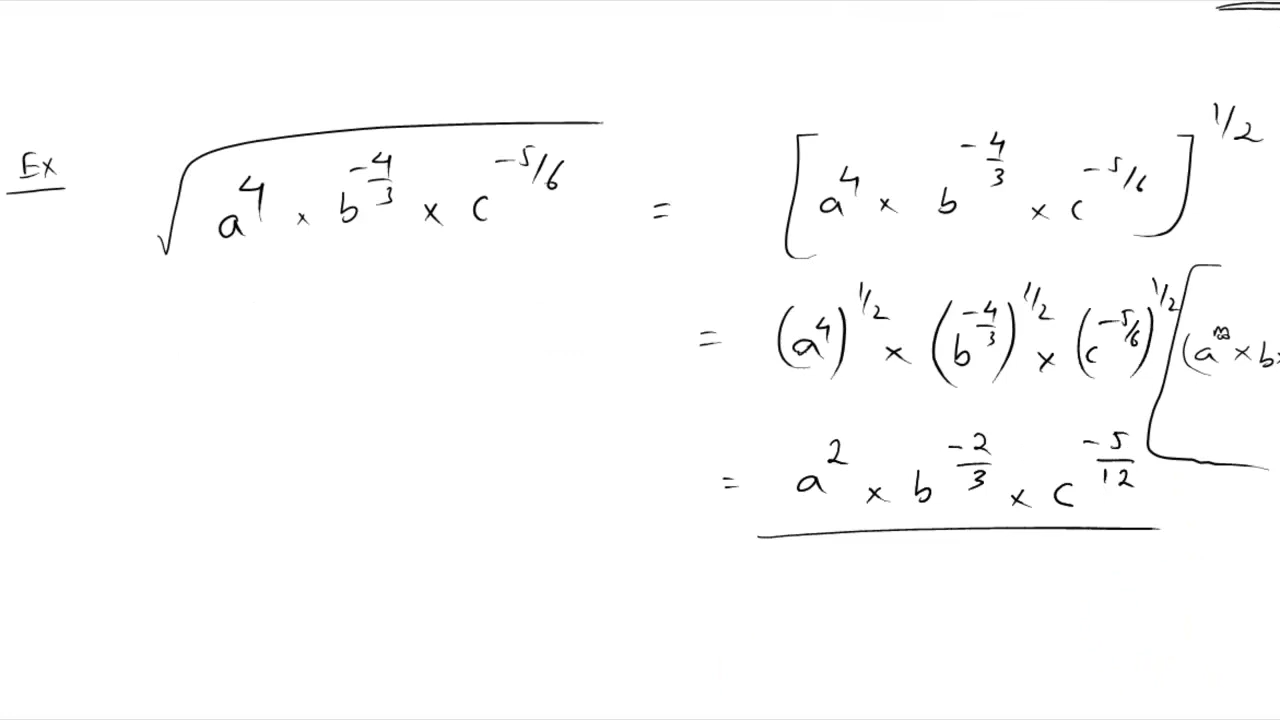 Ex √(a^4 × b^(-4/3) × c^(-5/6)) = [a^4 × b^(-4/3) × c^(-5/6)]^(1/2)
= (a^4)^(1/2) × (b^(-4/3))^(1/2) × (c^(-5/6))^(1/2) [(a^m × b
= a^2 × b^(-2/3) × c^(-5/12)